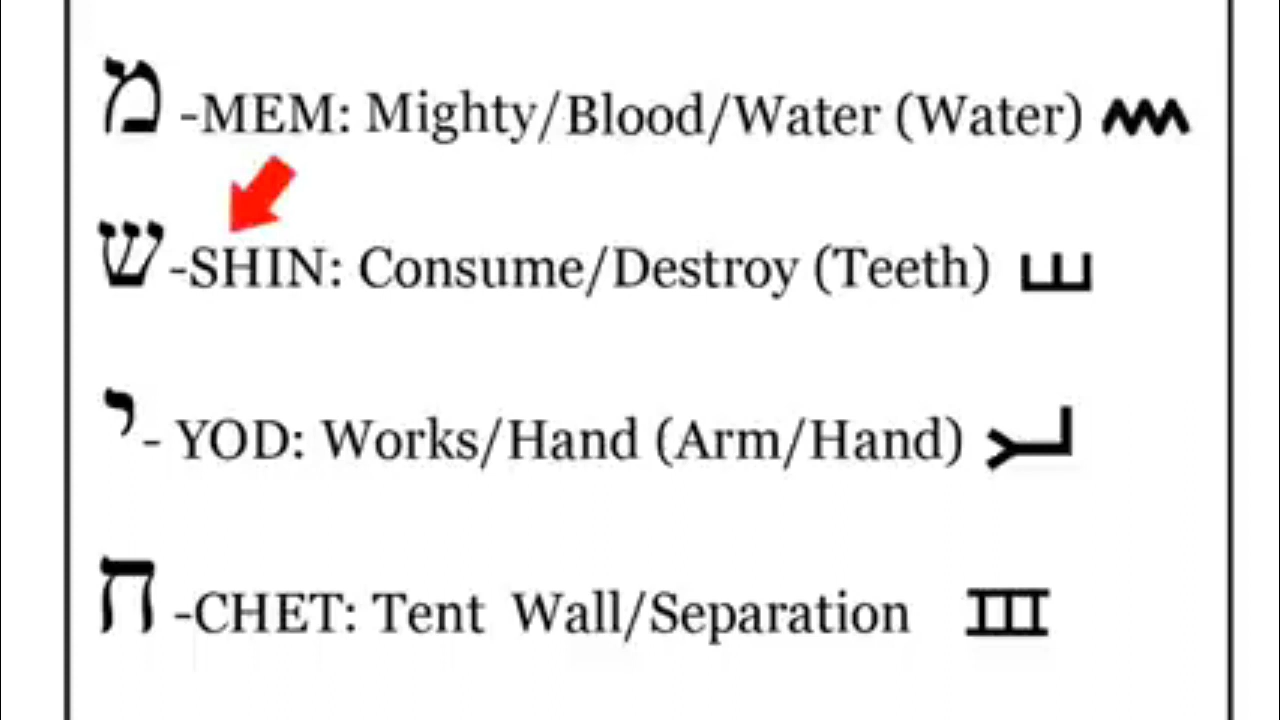 מ -MEM: Mighty/Blood/Water (Water)
ש -SHIN: Consume/Destroy (Teeth)
י - YOD: Works/Hand (Arm/Hand)
ח -CHET: Tent Wall/Separation